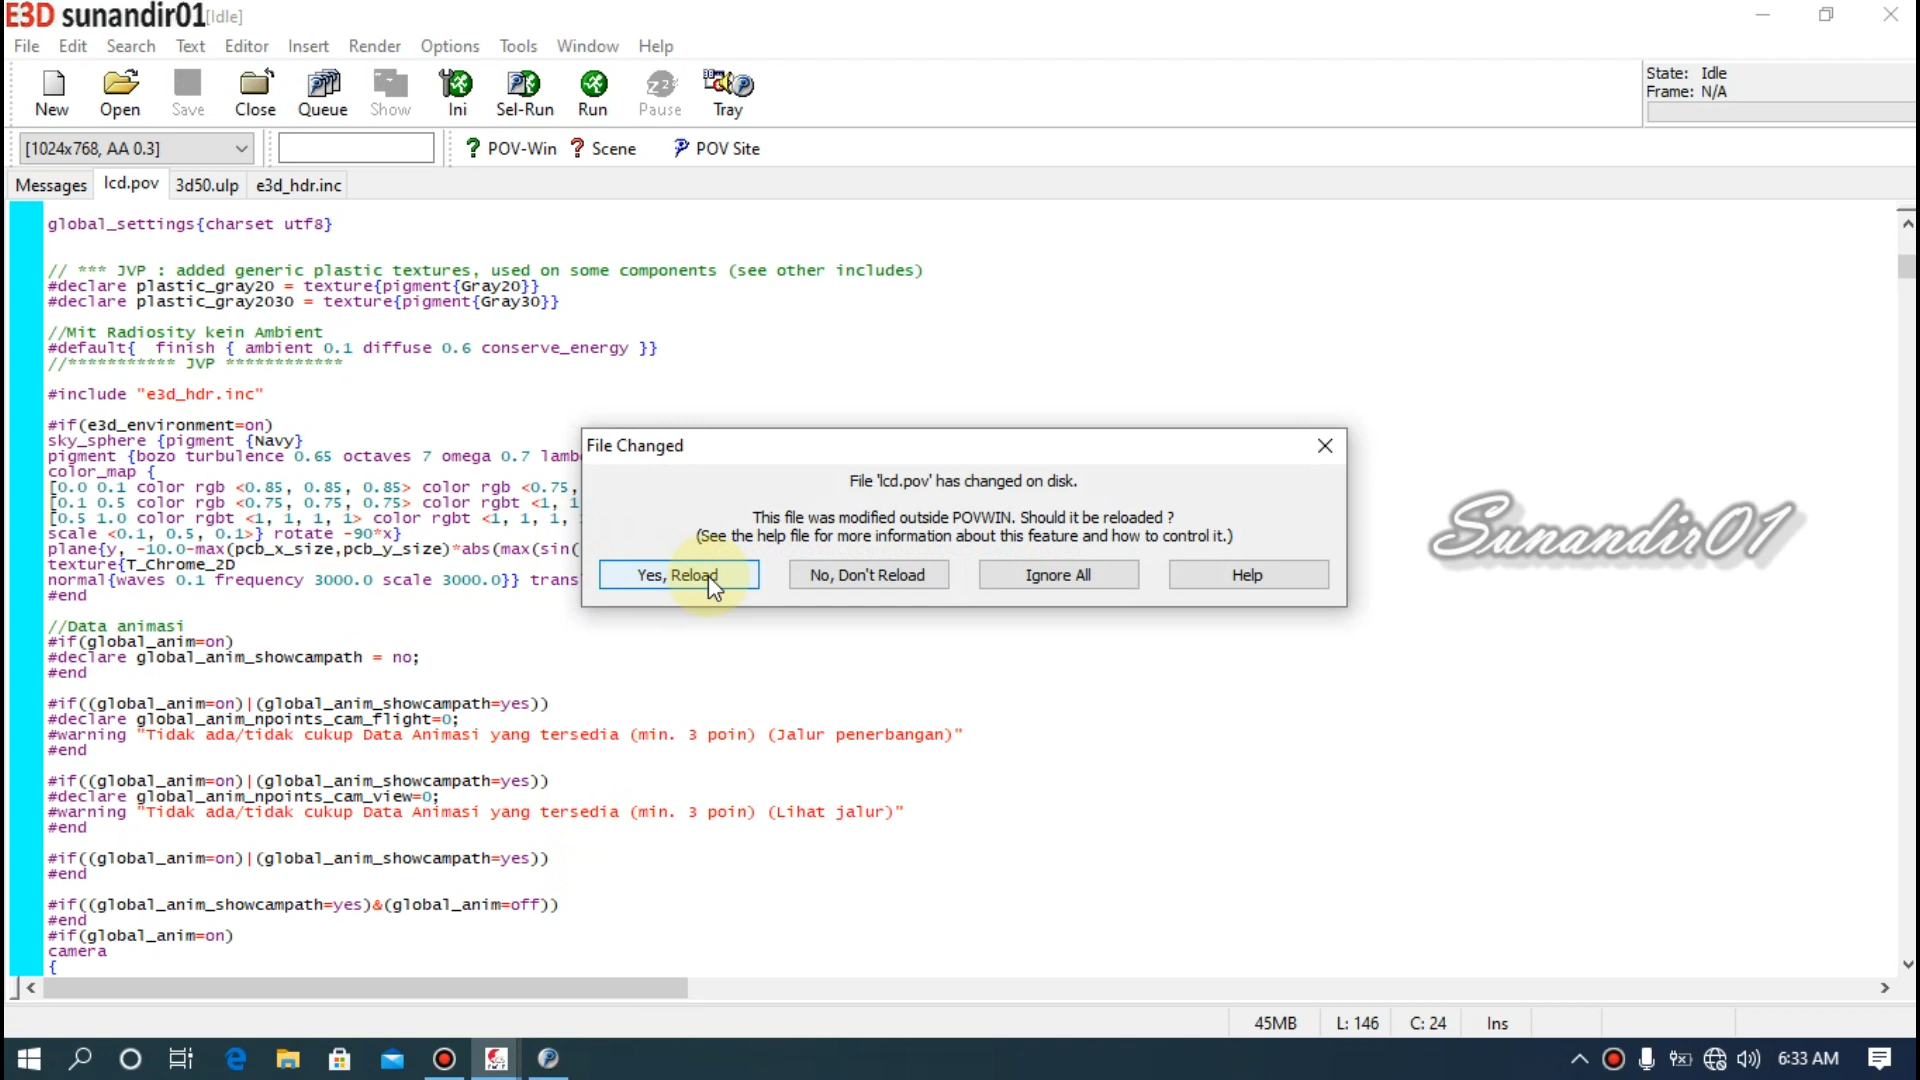 E3D sunandir01 [Idle]
File Edit Search Text Editor Insert Render Options Tools Window Help
New Open Save Close Queue Show Ini Sel-Run Run Pause Tray
State: Idle
Frame: N/A
[1024x768, AA 0.3] ? POV-Win ? Scene POV Site
Messages lcd.pov 3d50.ulp e3d_hdr.inc
global_settings{charset utf8}
// *** JVP : added generic plastic textures, used on some components (see other includes)
#declare plastic_gray20 = texture{pigment{Gray20}}
#declare plastic_gray2030 = texture{pigment{Gray30}}
//Mit Radiosity kein Ambient
#default{ finish { ambient 0.1 diffuse 0.6 conserve_energy }}
//*********** JVP ************
#include "e3d_hdr.inc"
#if(e3d_environment=on)
sky_sphere {pigment {Navy}
pigment {bozo turbulence 0.65 octaves 7 omega 0.7 lamb
color_map {
[0.0 0.1 color rgb <0.85, 0.85, 0.85> color rgb <0.75,
[0.1 0.5 color rgb <0.75, 0.75, 0.75> color rgbt <1, 1
[0.5 1.0 color rgbt <1, 1, 1, 1> color rgbt <1, 1, 1,
scale <0.1, 0.5, 0.1>} rotate -90*x}
plane{y, -10.0-max(pcb_x_size,pcb_y_size)*abs(max(sin(
texture{T_Chrome_2D
normal{waves 0.1 frequency 3000.0 scale 3000.0}} trans
#end
//Data animasi
#if(global_anim=on)
#declare global_anim_showcampath = no;
#end
#if((global_anim=on)|(global_anim_showcampath=yes))
#declare global_anim_npoints_cam_flight=0;
#warning "Tidak ada/tidak cukup Data Animasi yang tersedia (min. 3 poin) (Jalur penerbangan)"
#end
#if((global_anim=on)|(global_anim_showcampath=yes))
#declare global_anim_npoints_cam_view=0;
#warning "Tidak ada/tidak cukup Data Animasi yang tersedia (min. 3 poin) (Lihat jalur)"
#end
#if((global_anim=on)|(global_anim_showcampath=yes))
#end
#if((global_anim_showcampath=yes)&(global_anim=off))
#end
#if(global_anim=on)
camera
{
File Changed
File 'lcd.pov' has changed on disk.
This file was modified outside POVWIN. Should it be reloaded ?
(See the help file for more information about this feature and how to control it.)
Yes, Reload No, Don't Reload Ignore All Help
Sunandir01
45MB L: 146 C: 24 Ins
6:33 AM